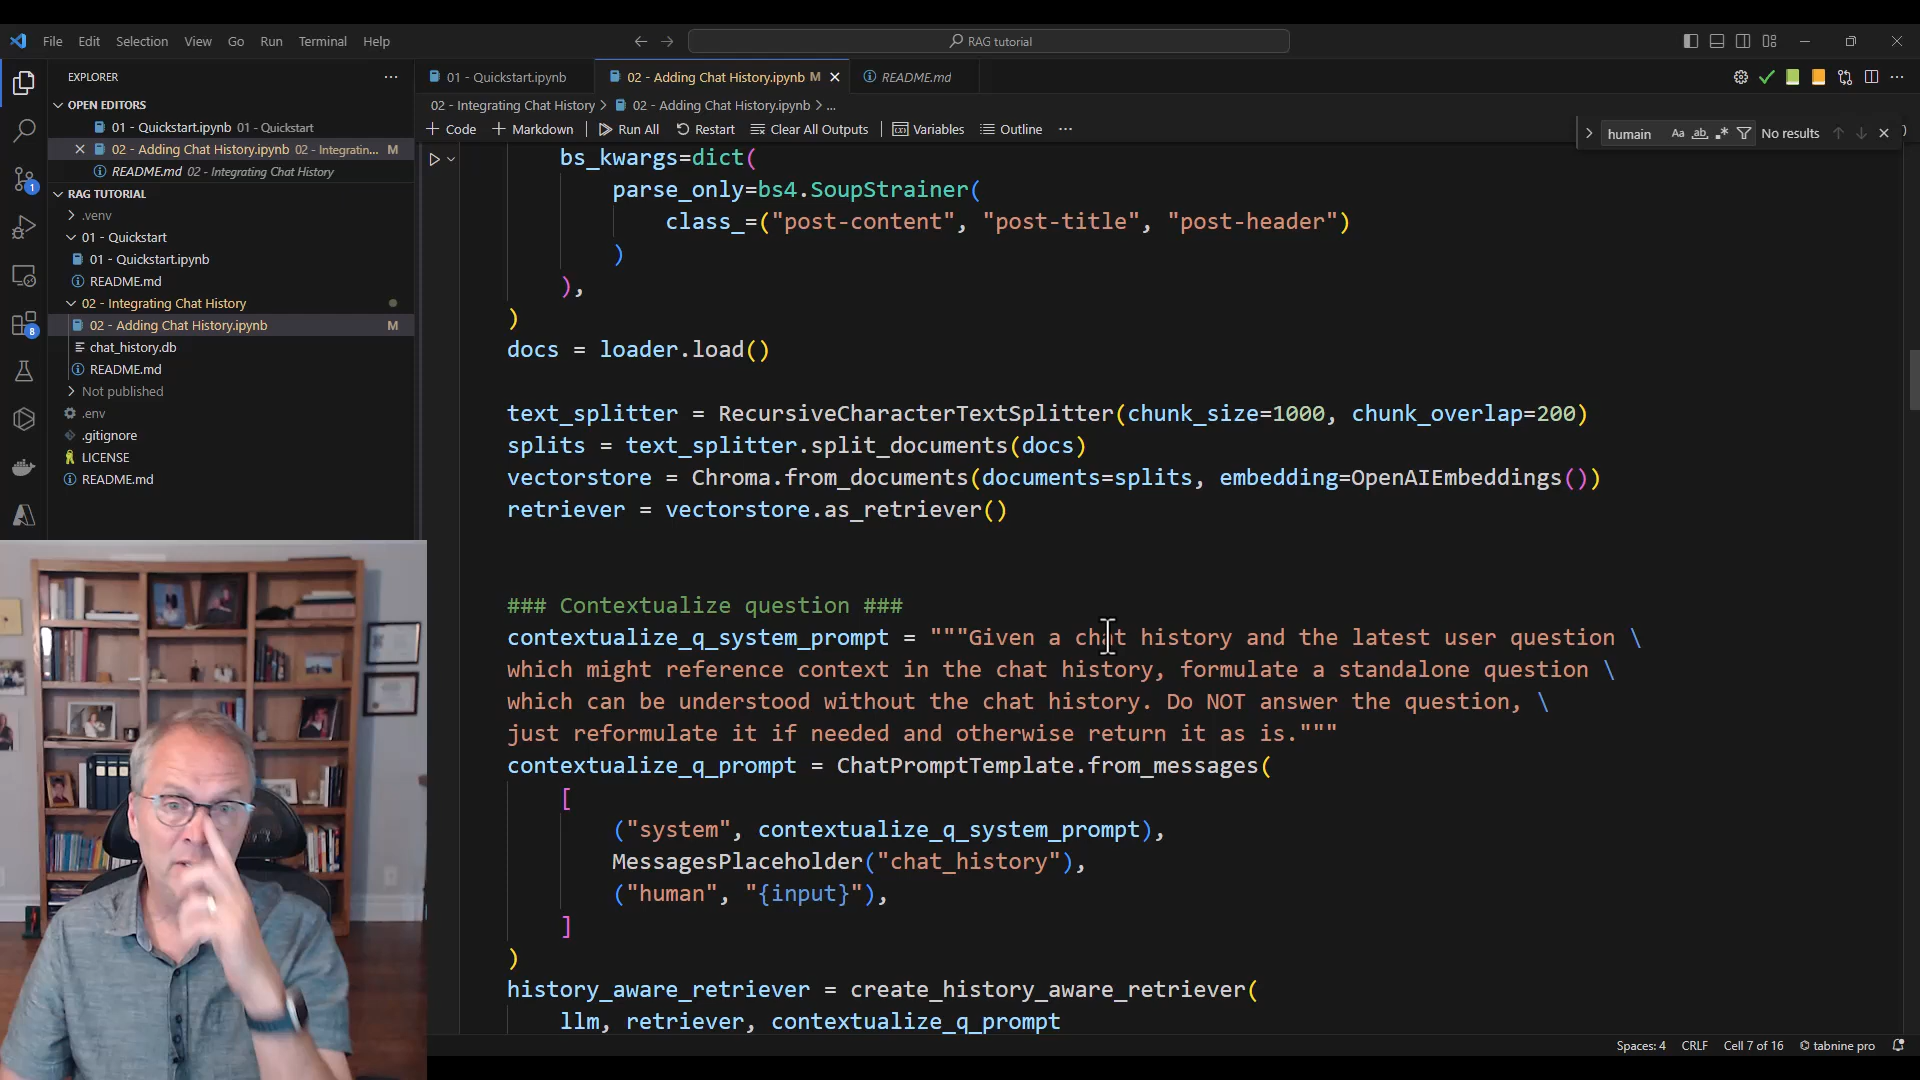 File Edit Selection View Go Run Terminal Help
RAG tutorial
EXPLORER
OPEN EDITORS
01 - Quickstart.ipynb 01 - Quickstart
02 - Adding Chat History.ipynb 02 - Integratin... M
README.md 02 - Integrating Chat History
RAG TUTORIAL
.venv
01 - Quickstart
01 - Quickstart.ipynb
README.md
02 - Integrating Chat History
02 - Adding Chat History.ipynb M
chat_history.db
README.md
Not published
.env
.gitignore
LICENSE
README.md
1
8
01 - Quickstart.ipynb
02 - Adding Chat History.ipynb M
README.md
02 - Integrating Chat History > 02 - Adding Chat History.ipynb > ...
+ Code + Markdown Run All Restart Clear All Outputs Variables Outline ...
humain Aa ab .* No results
bs_kwargs=dict(
parse_only=bs4.SoupStrainer(
class_=("post-content", "post-title", "post-header")
)
),
)
docs = loader.load()
text_splitter = RecursiveCharacterTextSplitter(chunk_size=1000, chunk_overlap=200)
splits = text_splitter.split_documents(docs)
vectorstore = Chroma.from_documents(documents=splits, embedding=OpenAIEmbeddings())
retriever = vectorstore.as_retriever()
### Contextualize question ###
contextualize_q_system_prompt = """Given a chat history and the latest user question \
which might reference context in the chat history, formulate a standalone question \
which can be understood without the chat history. Do NOT answer the question, \
just reformulate it if needed and otherwise return it as is."""
contextualize_q_prompt = ChatPromptTemplate.from_messages(
[
("system", contextualize_q_system_prompt),
MessagesPlaceholder("chat_history"),
("human", "{input}"),
]
)
history_aware_retriever = create_history_aware_retriever(
llm, retriever, contextualize_q_prompt
Spaces: 4 CRLF Cell 7 of 16 tabnine pro